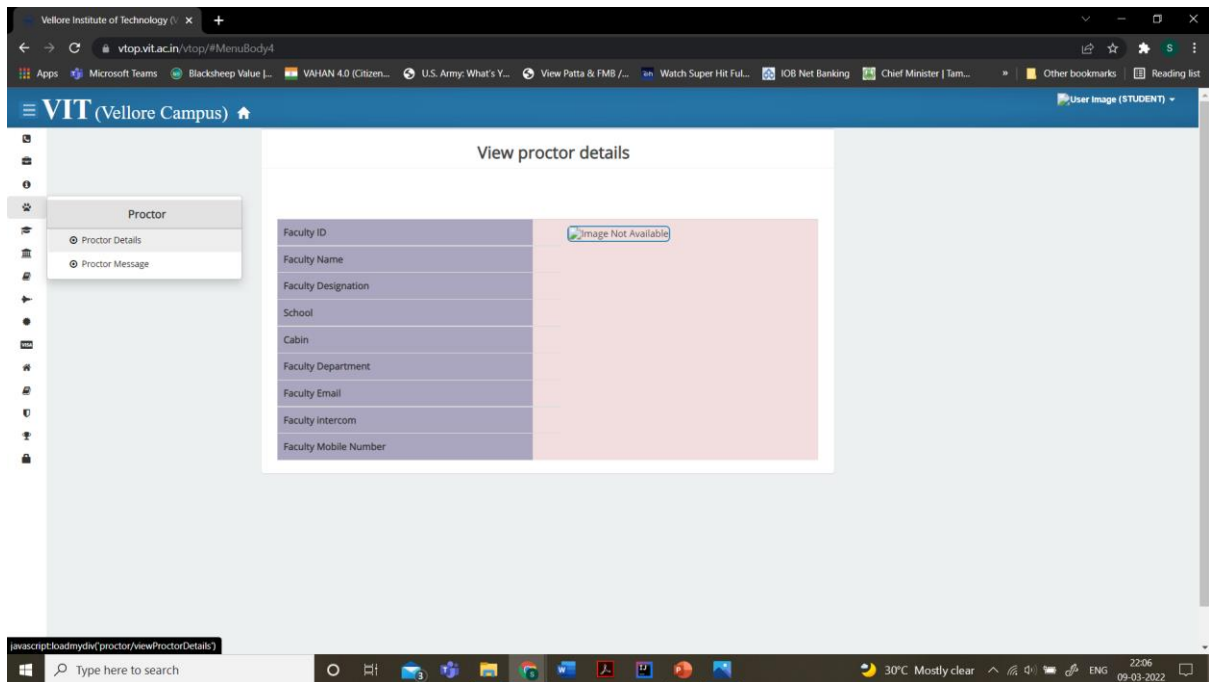 Vellore Institute of Technology (V
vtop.vit.ac.in/vtop/#MenuBody4
Apps Microsoft Teams Blacksheep Value |... VAHAN 4.0 (Citizen... U.S. Army: What's Y... View Patta & FMB /... Watch Super Hit Ful... IOB Net Banking Chief Minister | Tam... » Other bookmarks Reading list
VIT (Vellore Campus)
User Image (STUDENT)
View proctor details
Proctor
Proctor Details
Proctor Message
Faculty ID
Image Not Available
Faculty Name
Faculty Designation
School
Cabin
Faculty Department
Faculty Email
Faculty intercom
Faculty Mobile Number
javascript:loadmydiv('proctor/viewProctorDetails')
Type here to search
30°C Mostly clear
ENG
22:06
09-03-2022